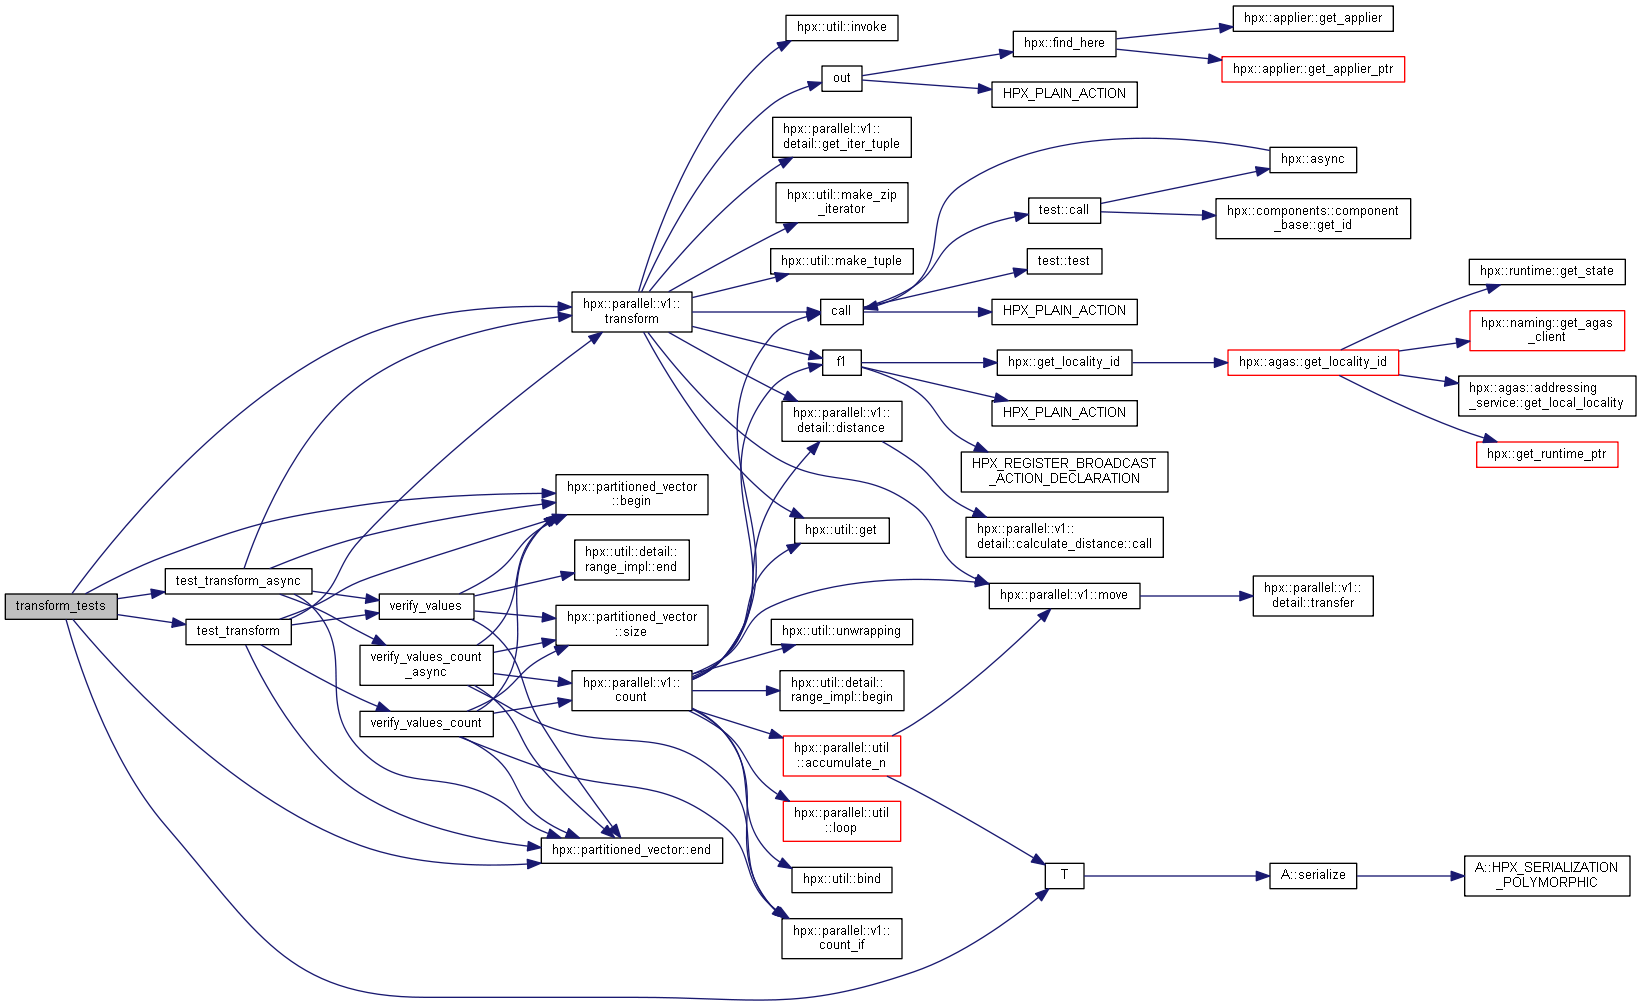 transform_tests
test_transform_async
test_transform
verify_values
verify_values_count
_async
verify_values_count
hpx::parallel::v1::
transform
hpx::partitioned_vector
::begin
hpx::util::detail::
range_impl::end
hpx::partitioned_vector
::size
hpx::parallel::v1::
count
hpx::partitioned_vector::end
hpx::util::invoke
out
hpx::parallel::v1::
detail::get_iter_tuple
hpx::util::make_zip
_iterator
hpx::util::make_tuple
call
f1
hpx::parallel::v1::
detail::distance
hpx::util::get
hpx::util::unwrapping
hpx::util::detail::
range_impl::begin
hpx::parallel::util
::accumulate_n
hpx::parallel::util
::loop
hpx::util::bind
hpx::parallel::v1::
count_if
hpx::find_here
HPX_PLAIN_ACTION
test::call
test::test
HPX_PLAIN_ACTION
hpx::get_locality_id
HPX_PLAIN_ACTION
HPX_REGISTER_BROADCAST
_ACTION_DECLARATION
hpx::parallel::v1::
detail::calculate_distance::call
hpx::parallel::v1::move
T
hpx::applier::get_applier
hpx::applier::get_applier_ptr
hpx::async
hpx::components::component
_base::get_id
hpx::agas::get_locality_id
hpx::parallel::v1::
detail::transfer
A::serialize
hpx::runtime::get_state
hpx::naming::get_agas
_client
hpx::agas::addressing
_service::get_local_locality
hpx::get_runtime_ptr
A::HPX_SERIALIZATION
_POLYMORPHIC